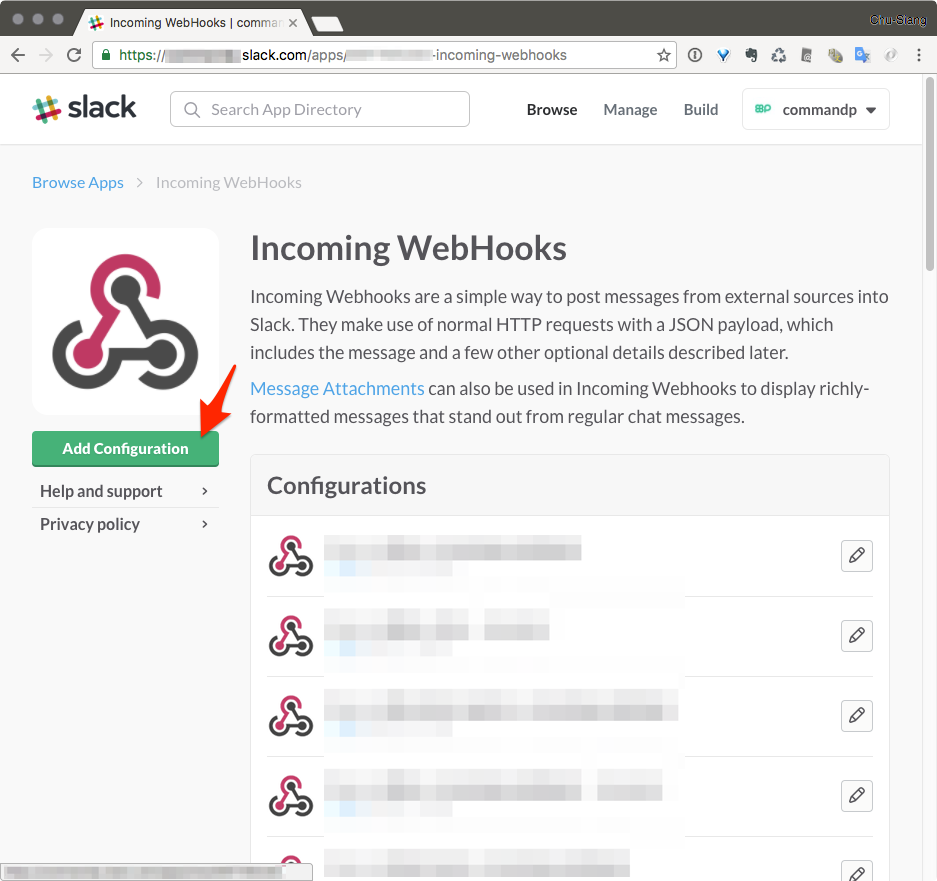 Incoming WebHooks | comman
Chu-Siang
https://
slack.com/apps/
-incoming-webhooks
slack
Search App Directory
Browse
Manage
Build
commandp
Browse Apps > Incoming WebHooks
Incoming WebHooks
Incoming Webhooks are a simple way to post messages from external sources into
Slack. They make use of normal HTTP requests with a JSON payload, which
includes the message and a few other optional details described later.
Message Attachments can also be used in Incoming Webhooks to display richly-
formatted messages that stand out from regular chat messages.
Add Configuration
Help and support
Privacy policy
Configurations